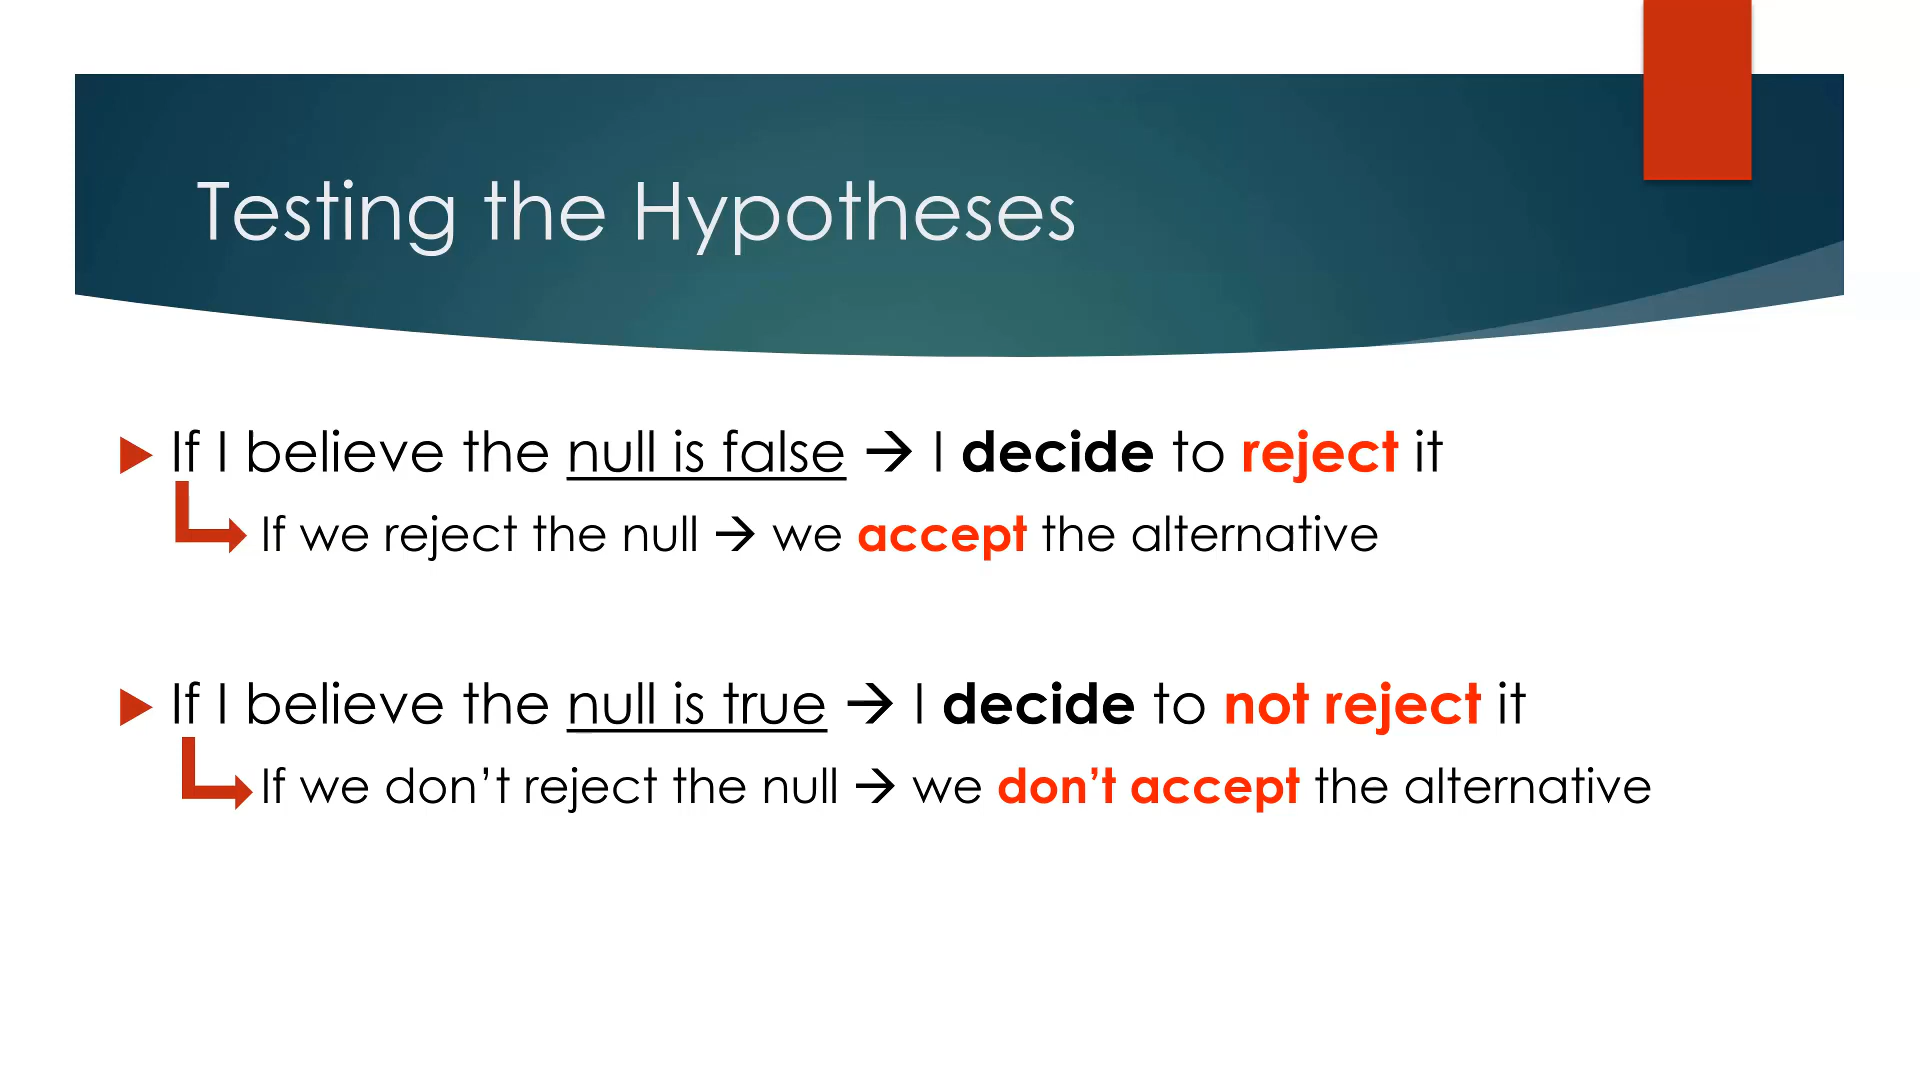 Testing the Hypotheses
If I believe the null is false → I decide to reject it
If we reject the null → we accept the alternative
If I believe the null is true → I decide to not reject it
If we don’t reject the null → we don’t accept the alternative